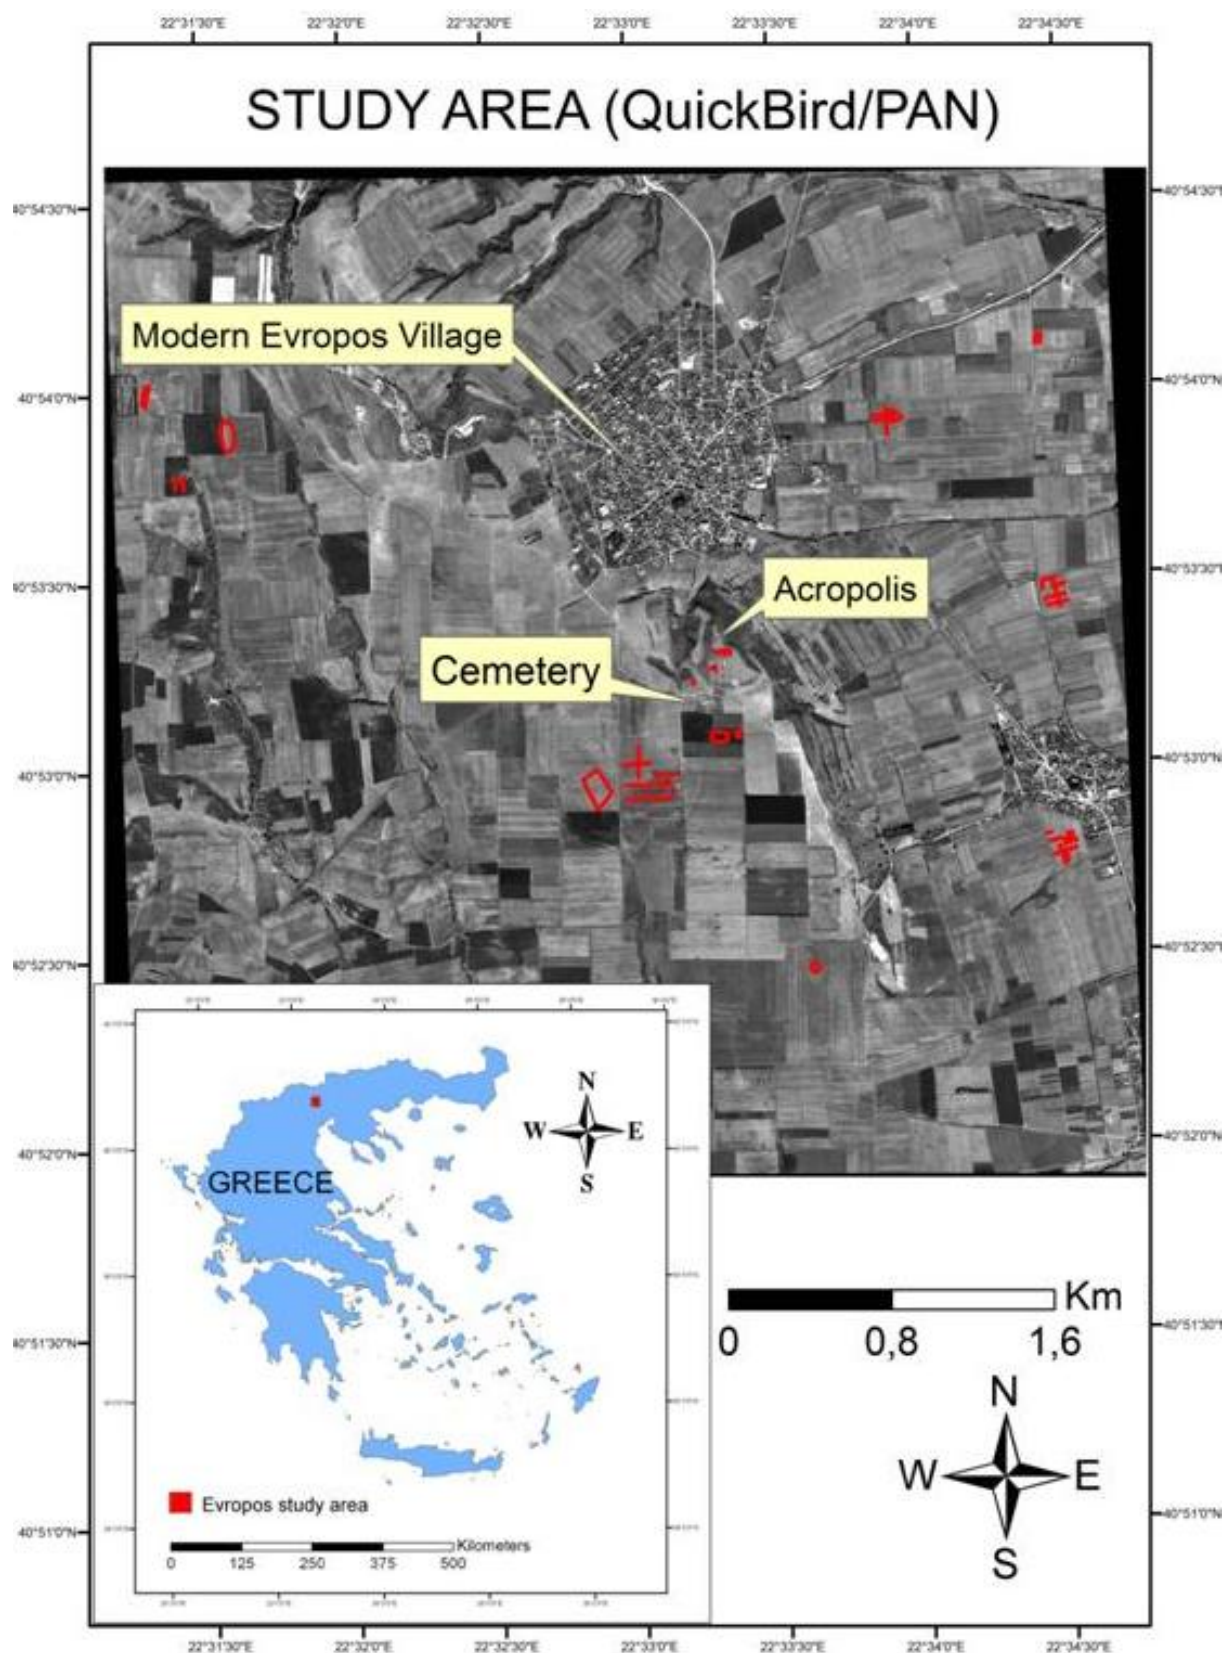 22°31'30"E 22°32'0"E 22°32'30"E 22°33'0"E 22°33'30"E 22°34'0"E 22°34'30"E
STUDY AREA (QuickBird/PAN)
40°54'30"N 40°54'30"N
Modern Evropos Village
40°54'0"N 40°54'0"N
40°53'30"N 40°53'30"N
Acropolis
Cemetery
40°53'0"N 40°53'0"N
40°52'30"N 40°52'30"N
N
W E
S
40°52'0"N 40°52'0"N
GREECE
Km
0 0,8 1,6
40°51'30"N 40°51'30"N
N
W E
S
Evropos study area
40°51'0"N 40°51'0"N
Kilometers
0 125 250 375 500
22°31'30"E 22°32'0"E 22°32'30"E 22°33'0"E 22°33'30"E 22°34'0"E 22°34'30"E